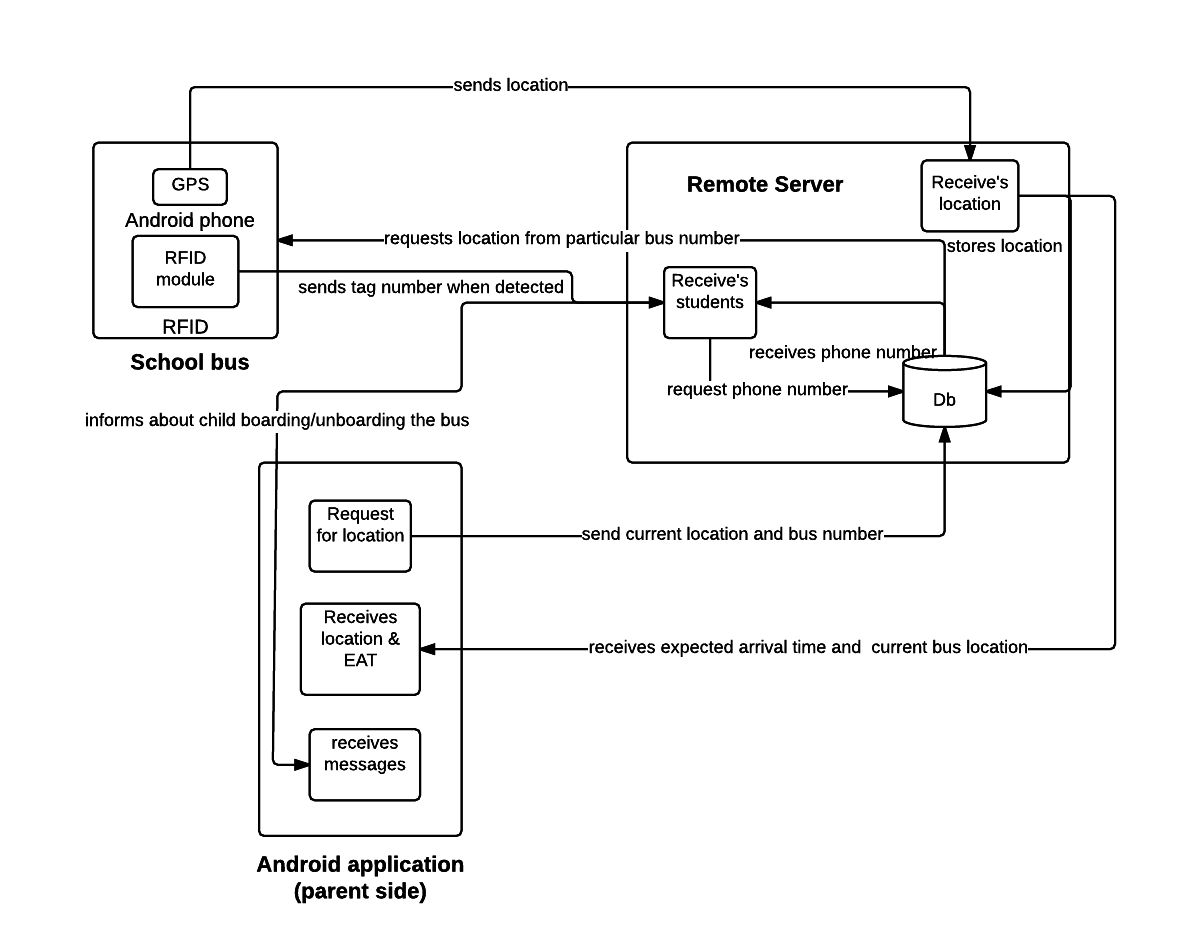 sends location
GPS
Android phone
RFID
module
RFID
School bus
Remote Server
Receive's
location
requests location from particular bus number
stores location
sends tag number when detected
Receive's
students
receives phone number
request phone number
Db
informs about child boarding/unboarding the bus
Request
for location
send current location and bus number
Receives
location &
EAT
receives expected arrival time and  current bus location
receives
messages
Android application
(parent side)